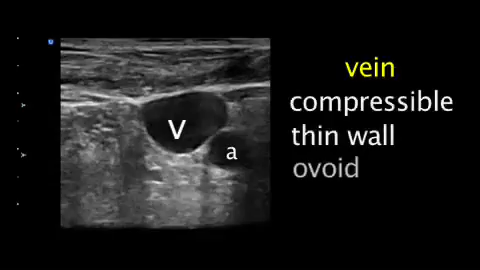 vein
compressible
thin wall
ovoid
v
a